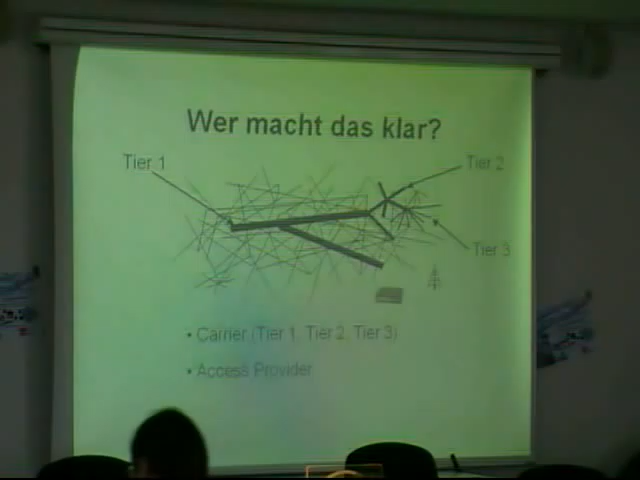 Wer macht das klar?
Tier 1
Tier 2
Tier 3
• Carrier (Tier 1, Tier 2, Tier 3)
• Access Provider